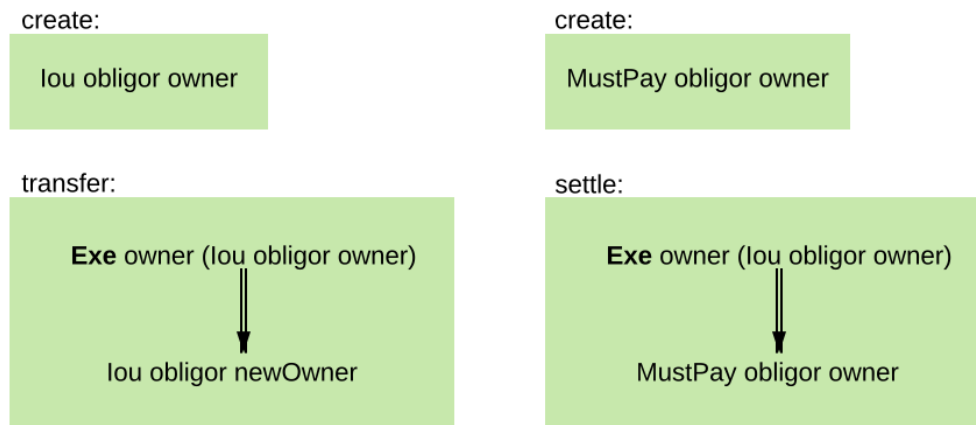 create:
Iou obligor owner
create:
MustPay obligor owner
transfer:
Exe owner (Iou obligor owner)
Iou obligor newOwner
settle:
Exe owner (Iou obligor owner)
MustPay obligor owner